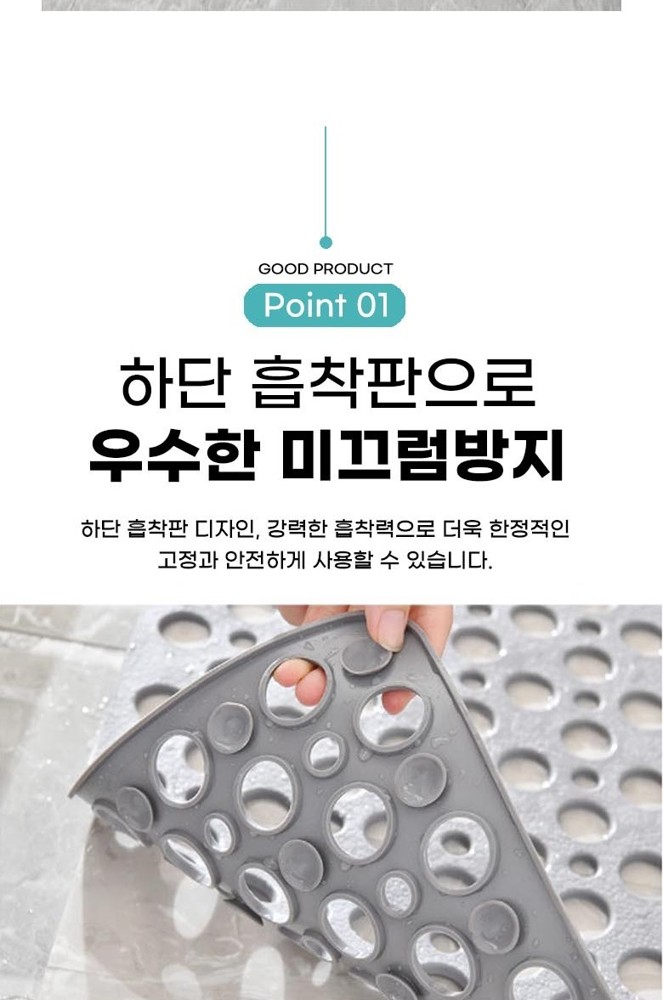 GOOD PRODUCT
Point 01
하단 흡착판으로
우수한 미끄럼방지
하단 흡착판 디자인, 강력한 흡착력으로 더욱 한정적인
고정과 안전하게 사용할 수 있습니다.